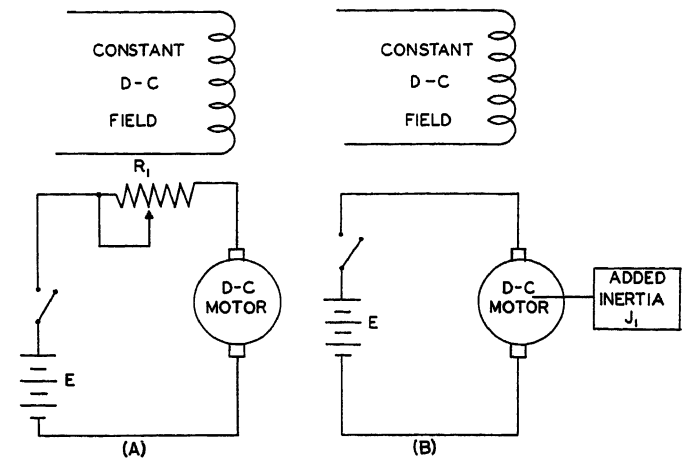 CONSTANT
D-C
FIELD
R1
D-C
MOTOR
E
(A)
CONSTANT
D-C
FIELD
D-C
MOTOR
ADDED
INERTIA
J1
E
(B)